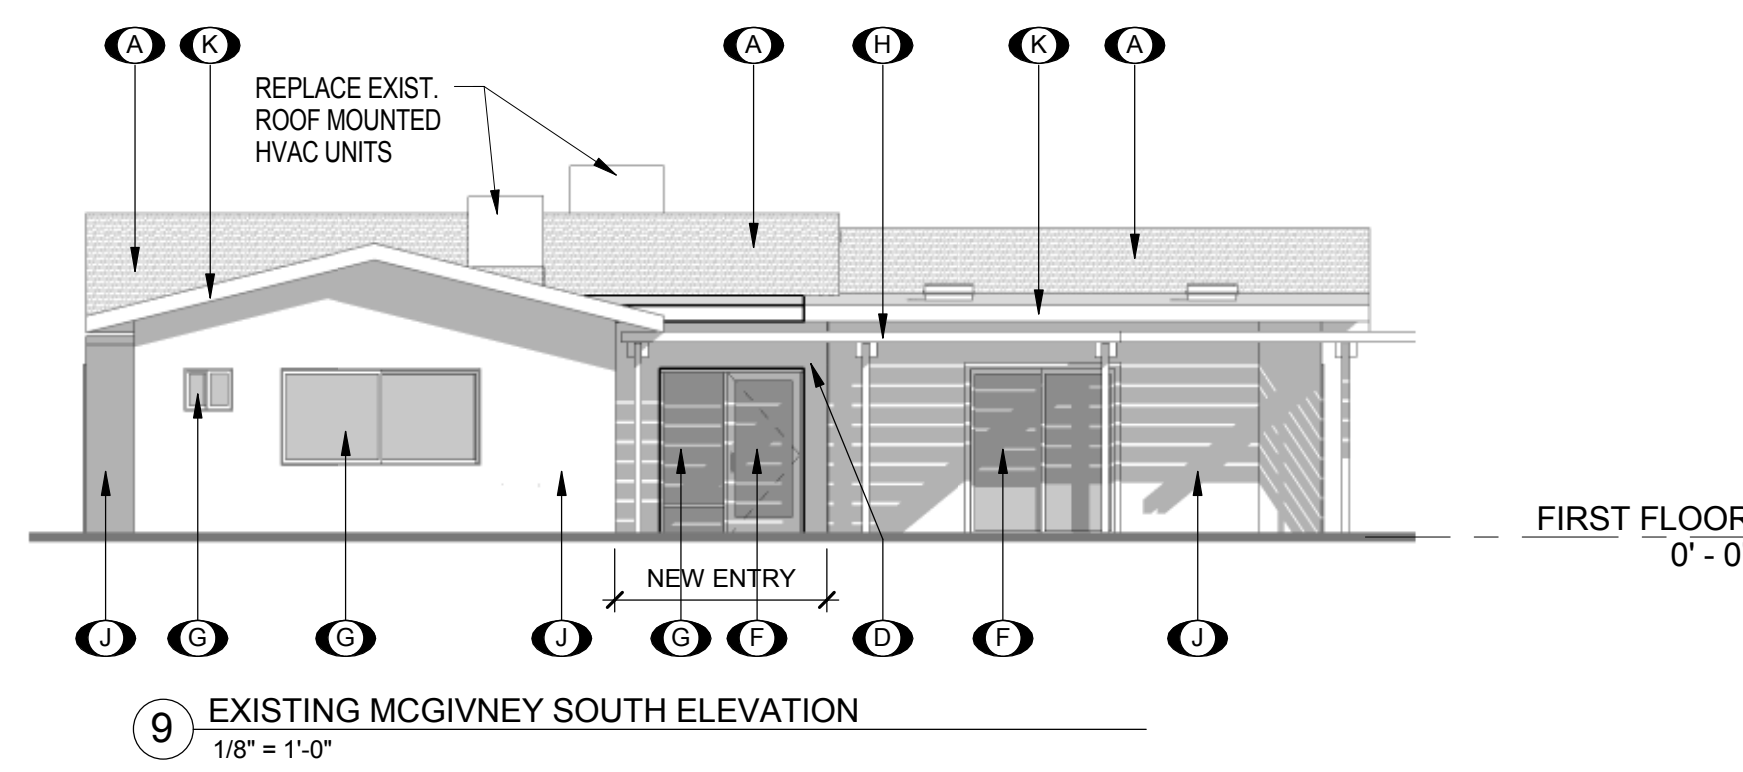 A K A H K A
REPLACE EXIST.
ROOF MOUNTED
HVAC UNITS
FIRST FLOOR
0' - 0
NEW ENTRY
J G G J G F D F J
9 EXISTING MCGIVNEY SOUTH ELEVATION
1/8" = 1'-0"